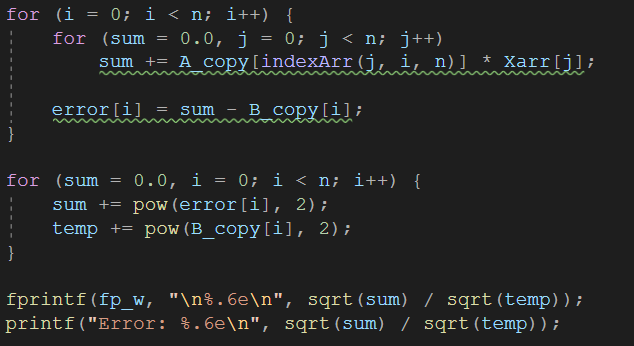 for (i = 0; i < n; i++) {
for (sum = 0.0, j = 0; j < n; j++)
sum += A_copy[indexArr(j, i, n)] * Xarr[j];
error[i] = sum - B_copy[i];
}
for (sum = 0.0, i = 0; i < n; i++) {
sum += pow(error[i], 2);
temp += pow(B_copy[i], 2);
}
fprintf(fp_w, "\n%.6e\n", sqrt(sum) / sqrt(temp));
printf("Error: %.6e\n", sqrt(sum) / sqrt(temp));